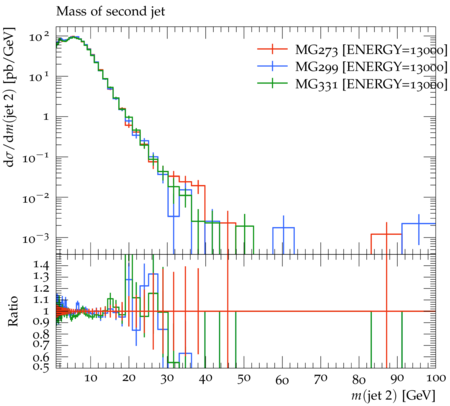 Mass of second jet
dσ/dm(jet 2) [pb/GeV]
10²
10¹
1
10⁻¹
10⁻²
10⁻³
MG273 [ENERGY=13000]
MG299 [ENERGY=13000]
MG331 [ENERGY=13000]
Ratio
1.4
1.3
1.2
1.1
1
0.9
0.8
0.7
0.6
0.5
10 20 30 40 50 60 70 80 90 100
m(jet 2) [GeV]